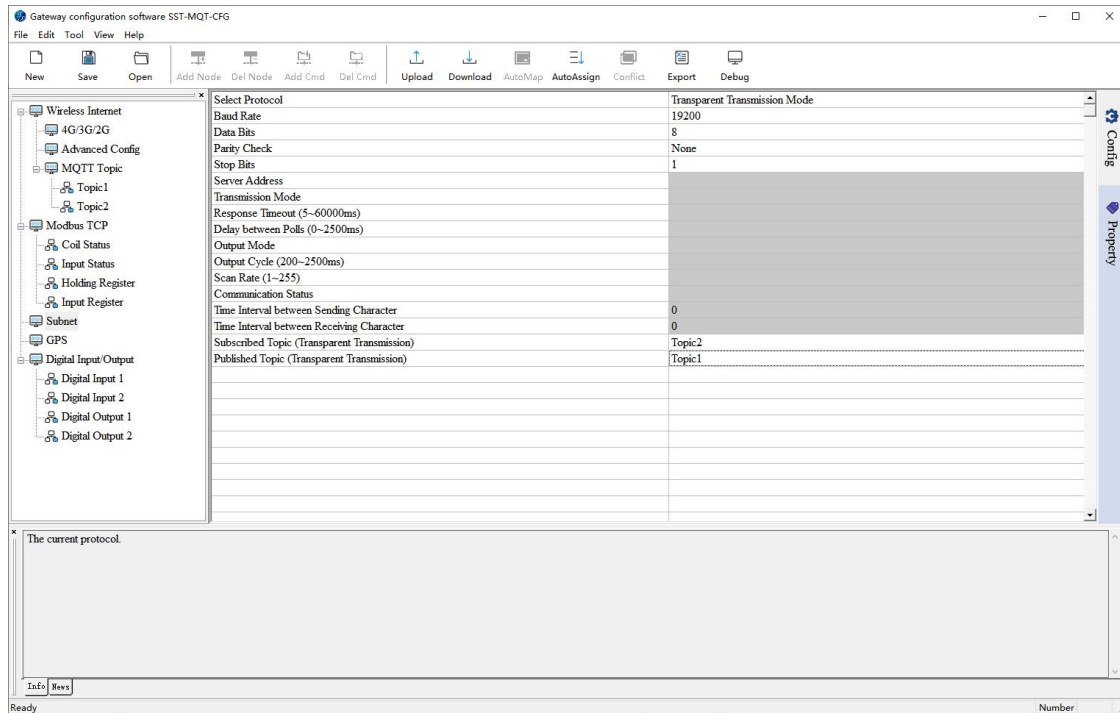 Gateway configuration software SST-MQT-CFG
File Edit Tool View Help
New Save Open Add Node Del Node Add Cmd Del Cmd Upload Download AutoMap AutoAssign Conflict Export Debug
Wireless Internet
4G/3G/2G
Advanced Config
MQTT Topic
Topic1
Topic2
Modbus TCP
Coil Status
Input Status
Holding Register
Input Register
Subnet
GPS
Digital Input/Output
Digital Input 1
Digital Input 2
Digital Output 1
Digital Output 2
Select Protocol Transparent Transmission Mode
Baud Rate 19200
Data Bits 8
Parity Check None
Stop Bits 1
Server Address
Transmission Mode
Response Timeout (5~60000ms)
Delay between Polls (0~2500ms)
Output Mode
Output Cycle (200~2500ms)
Scan Rate (1~255)
Communication Status
Time Interval between Sending Character 0
Time Interval between Receiving Character 0
Subscribed Topic (Transparent Transmission) Topic2
Published Topic (Transparent Transmission) Topic1
Config
Property
The current protocol.
Info News
Ready Number